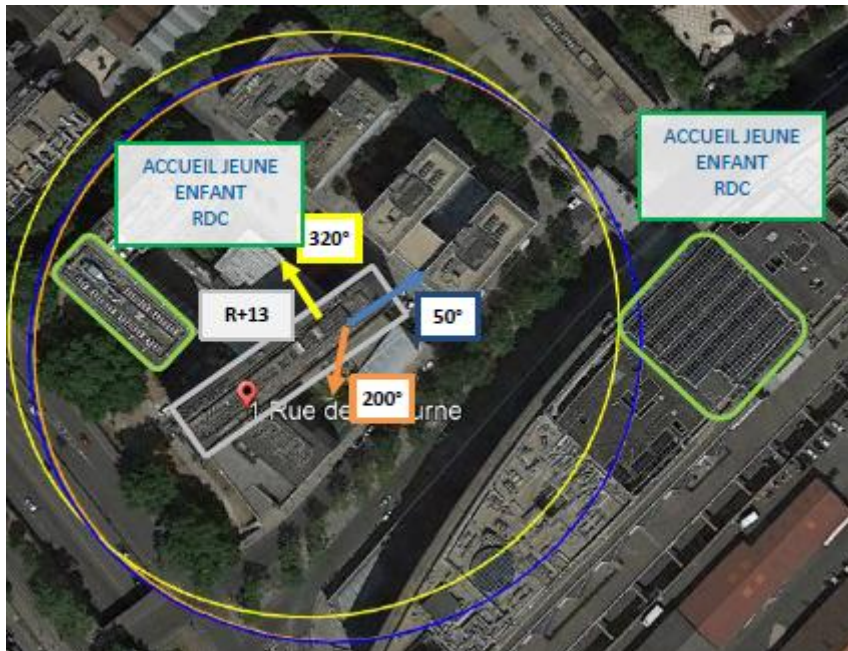 ACCUEIL JEUNE
ENFANT
RDC
ACCUEIL JEUNE
ENFANT
RDC
320°
R+13
50°
200°
1 Rue de
urne